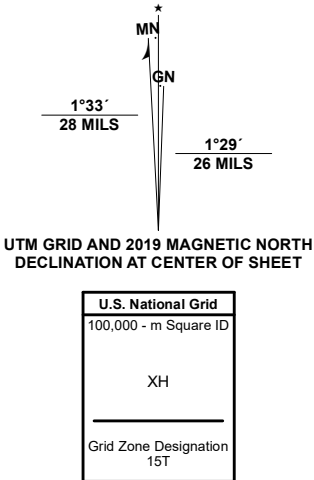 ★
MN
GN
1°33´
28 MILS
1°29´
26 MILS
UTM GRID AND 2019 MAGNETIC NORTH
DECLINATION AT CENTER OF SHEET
U.S. National Grid
100,000 - m Square ID
XH
Grid Zone Designation
15T